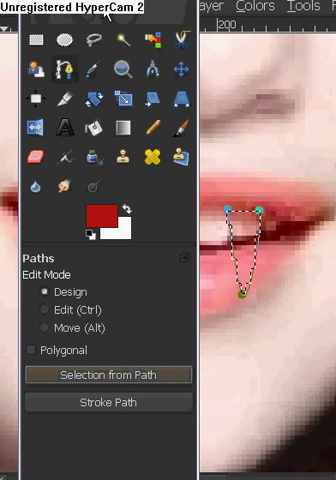 Unregistered HyperCam 2
ayer Colors Tools
200
Paths
Edit Mode
Design
Edit (Ctrl)
Move (Alt)
Polygonal
Selection from Path
Stroke Path